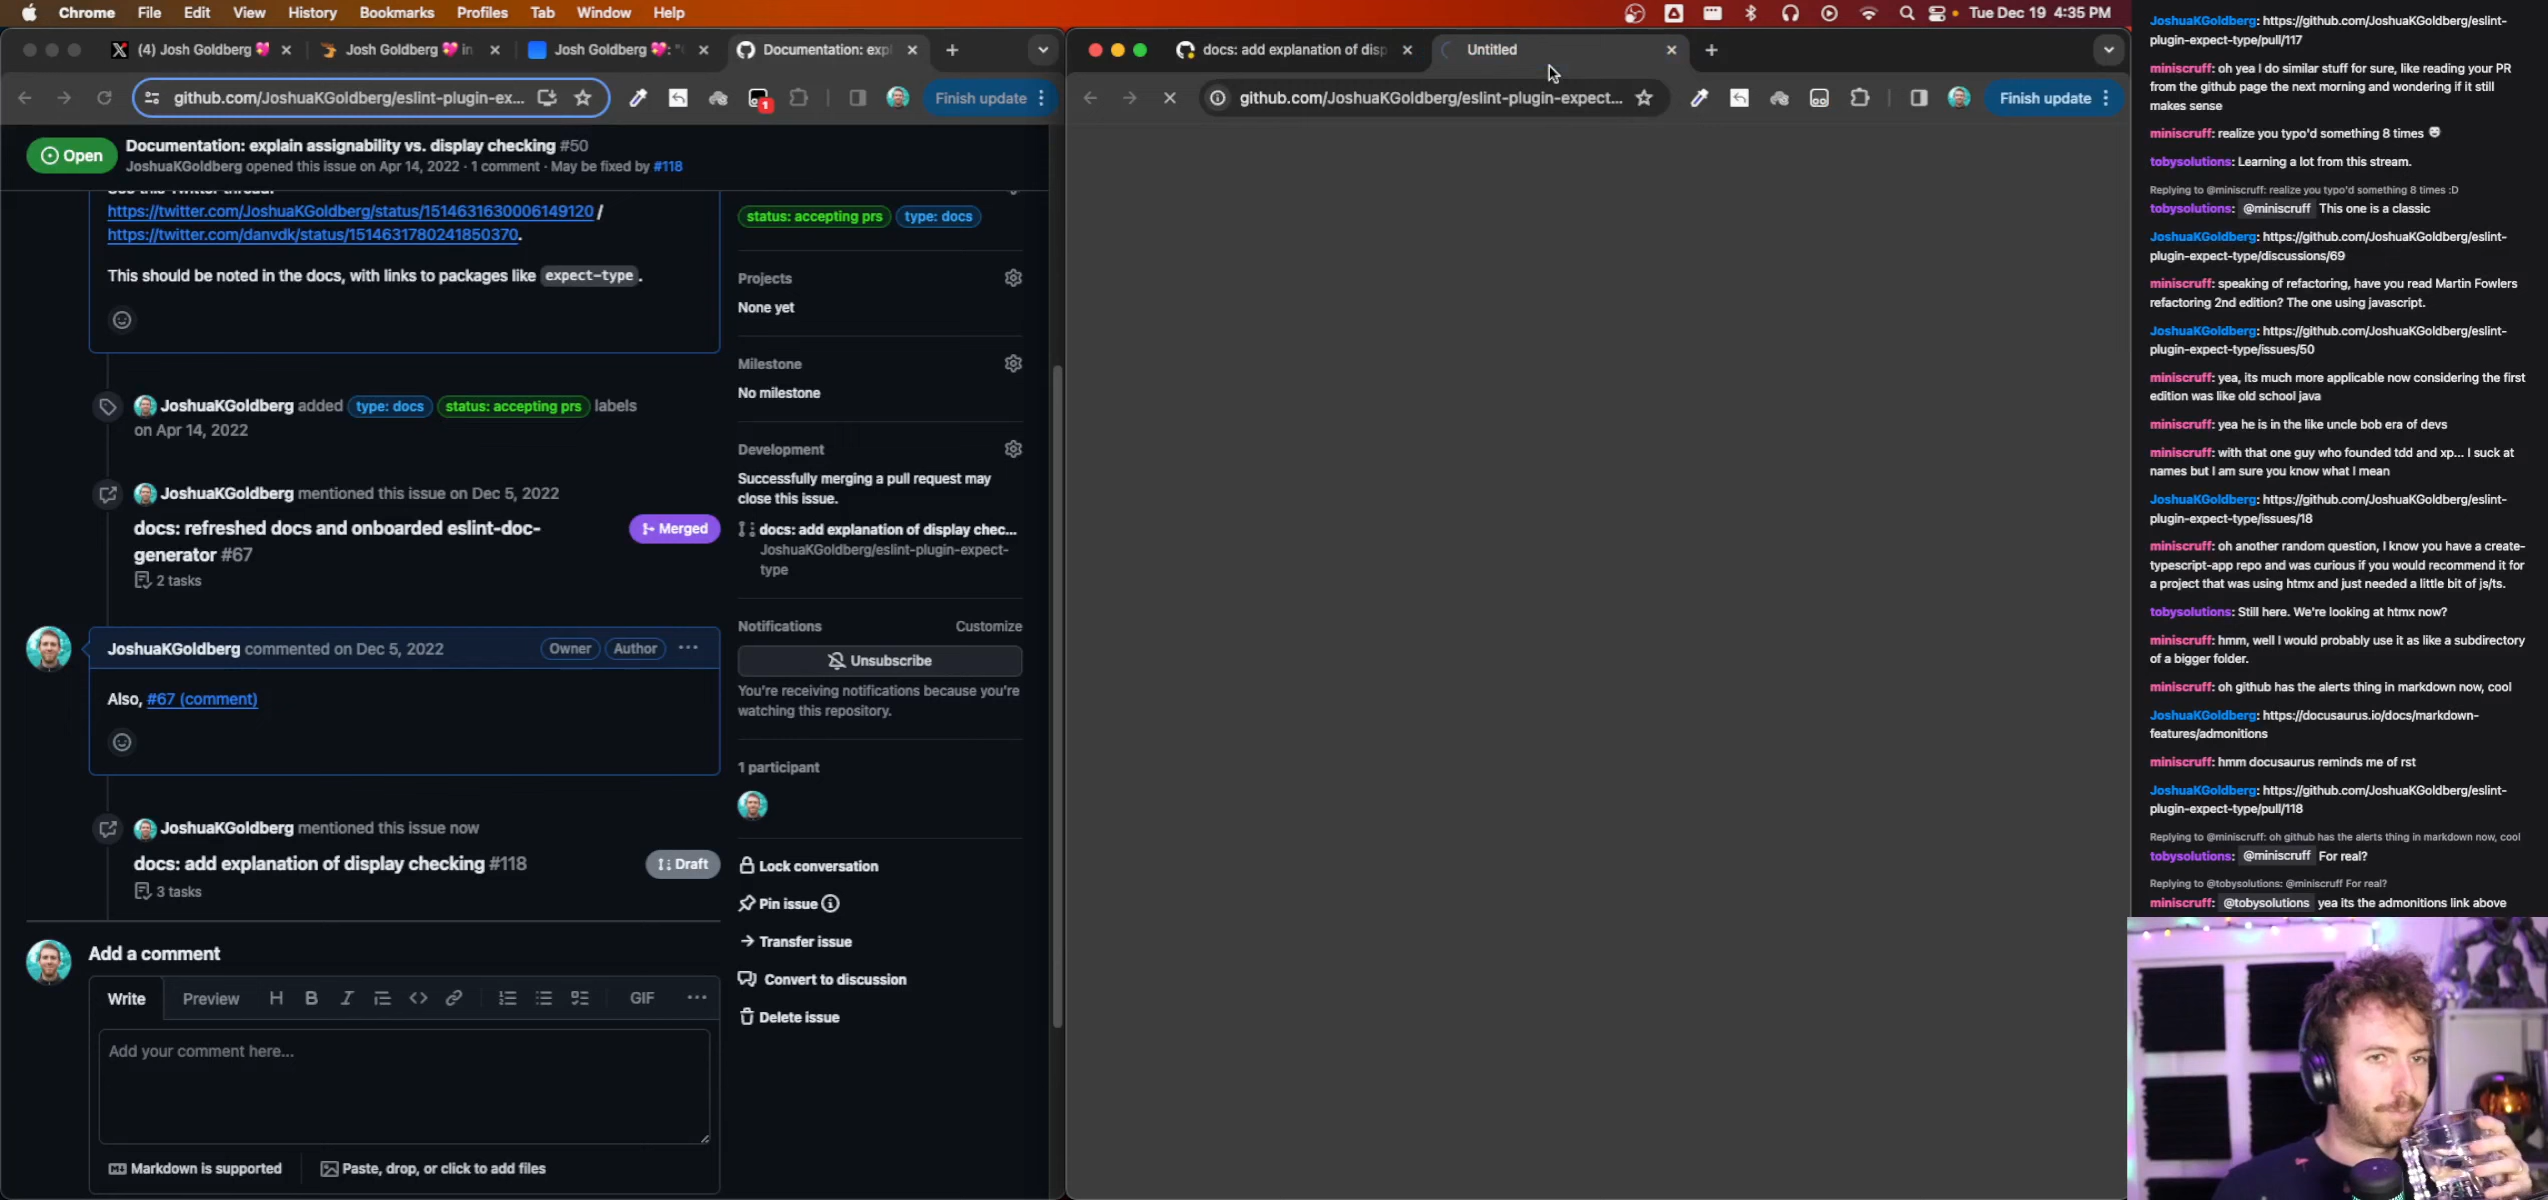 Chrome File Edit View History Bookmarks Profiles Tab Window Help
Tue Dec 19 4:35 PM
(4) Josh Goldberg
Josh Goldberg in
Josh Goldberg : "
Documentation: expl
github.com/JoshuaKGoldberg/eslint-plugin-ex...
1
Finish update
Open
Documentation: explain assignability vs. display checking #50
JoshuaKGoldberg opened this issue on Apr 14, 2022 · 1 comment · May be fixed by #118
See this Twitter thread:
https://twitter.com/JoshuaKGoldberg/status/1514631630006149120 /
https://twitter.com/danvdk/status/1514631780241850370.
This should be noted in the docs, with links to packages like expect-type.
JoshuaKGoldberg added type: docs status: accepting prs labels
on Apr 14, 2022
JoshuaKGoldberg mentioned this issue on Dec 5, 2022
docs: refreshed docs and onboarded eslint-doc-
generator #67
Merged
2 tasks
JoshuaKGoldberg commented on Dec 5, 2022
Owner
Author
Also, #67 (comment)
JoshuaKGoldberg mentioned this issue now
docs: add explanation of display checking #118
Draft
3 tasks
Add a comment
Write
Preview
H B I
GIF
Add your comment here...
Markdown is supported
Paste, drop, or click to add files
status: accepting prs type: docs
Projects
None yet
Milestone
No milestone
Development
Successfully merging a pull request may
close this issue.
docs: add explanation of display chec...
JoshuaKGoldberg/eslint-plugin-expect-
type
Notifications
Customize
Unsubscribe
You're receiving notifications because you're
watching this repository.
1 participant
Lock conversation
Pin issue
Transfer issue
Convert to discussion
Delete issue
docs: add explanation of disp
Untitled
github.com/JoshuaKGoldberg/eslint-plugin-expect...
Finish update
JoshuaKGoldberg: https://github.com/JoshuaKGoldberg/eslint-
plugin-expect-type/pull/117
miniscruff: oh yea I do similar stuff for sure, like reading your PR
from the github page the next morning and wondering if it still
makes sense
miniscruff: realize you typo'd something 8 times
tobysolutions: Learning a lot from this stream.
Replying to @miniscruff: realize you typo'd something 8 times :D
tobysolutions: @miniscruff This one is a classic
JoshuaKGoldberg: https://github.com/JoshuaKGoldberg/eslint-
plugin-expect-type/discussions/69
miniscruff: speaking of refactoring, have you read Martin Fowlers
refactoring 2nd edition? The one using javascript.
JoshuaKGoldberg: https://github.com/JoshuaKGoldberg/eslint-
plugin-expect-type/issues/50
miniscruff: yea, its much more applicable now considering the first
edition was like old school java
miniscruff: yea he is in the like uncle bob era of devs
miniscruff: with that one guy who founded tdd and xp... I suck at
names but I am sure you know what I mean
JoshuaKGoldberg: https://github.com/JoshuaKGoldberg/eslint-
plugin-expect-type/issues/18
miniscruff: oh another random question, I know you have a create-
typescript-app repo and was curious if you would recommend it for
a project that was using htmx and just needed a little bit of js/ts.
tobysolutions: Still here. We're looking at htmx now?
miniscruff: hmm, well I would probably use it as like a subdirectory
of a bigger folder.
miniscruff: oh github has the alerts thing in markdown now, cool
JoshuaKGoldberg: https://docusaurus.io/docs/markdown-
features/admonitions
miniscruff: hmm docusaurus reminds me of rst
JoshuaKGoldberg: https://github.com/JoshuaKGoldberg/eslint-
plugin-expect-type/pull/118
Replying to @miniscruff: oh github has the alerts thing in markdown now, cool
tobysolutions: @miniscruff For real?
Replying to @tobysolutions: @miniscruff For real?
miniscruff: @tobysolutions yea its the admonitions link above